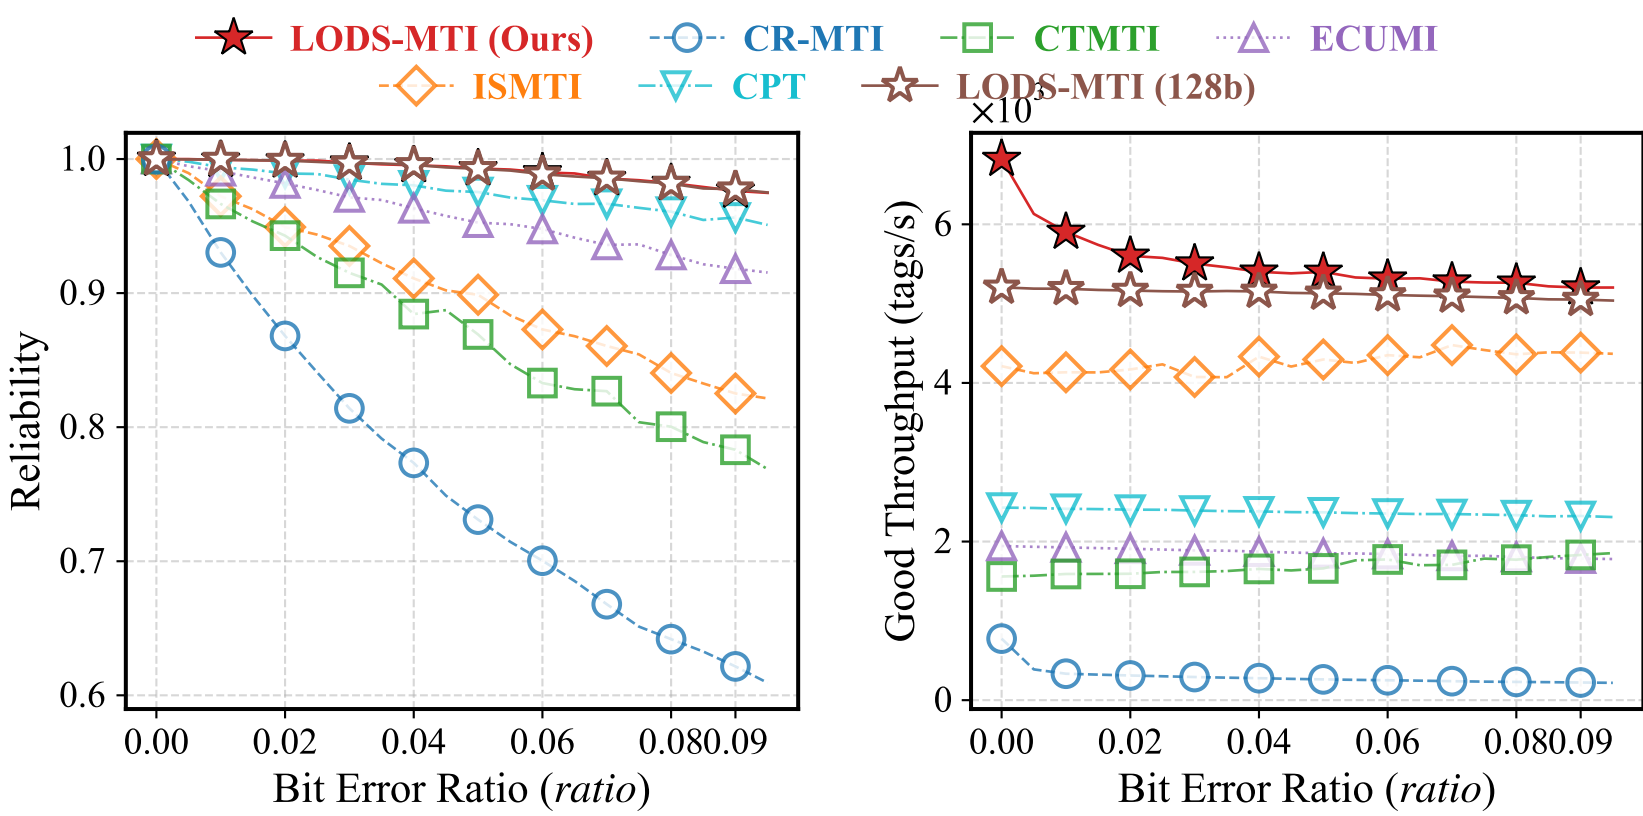 LODS-MTI (Ours) CR-MTI CTMTI ECUMI
ISMTI CPT LODS-MTI (128b)
×10³
1.0
0.9
0.8
0.7
0.6
Reliability
0.00 0.02 0.04 0.06 0.080.09
Bit Error Ratio (ratio)
6
4
2
0
Good Throughput (tags/s)
0.00 0.02 0.04 0.06 0.080.09
Bit Error Ratio (ratio)